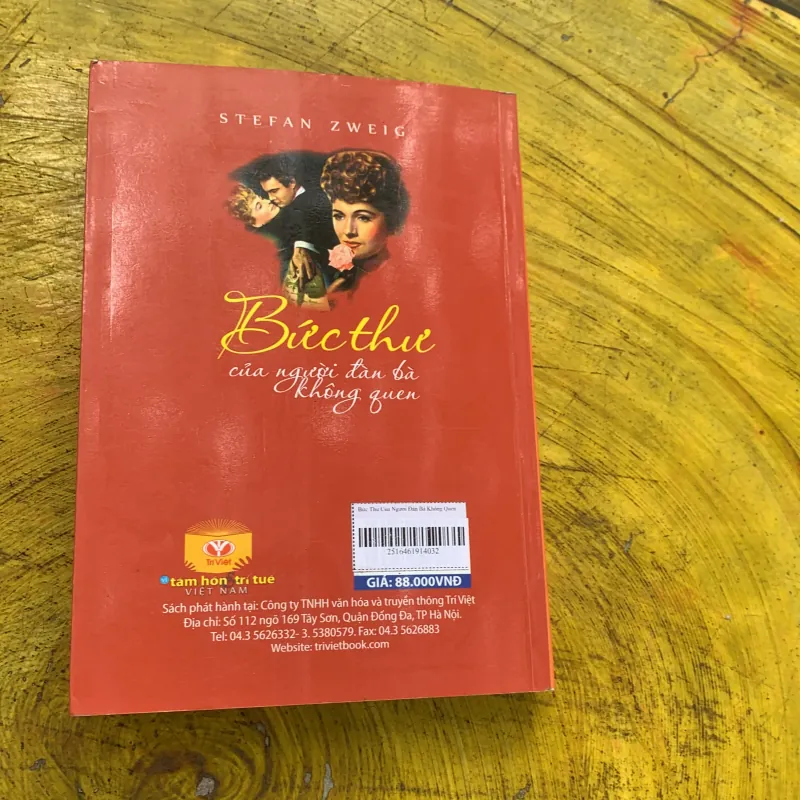 STEFAN ZWEIG
Bức thư
của người đàn bà
không quen
Bức Thư Của Người Đàn Bà Không Quen
2516461914032
GIÁ: 88.000VNĐ
Trí Việt
tâm hồn trí tuệ
VIỆT NAM
Sách phát hành tại: Công ty TNHH văn hóa và truyền thông Trí Việt
Địa chỉ: Số 112 ngõ 169 Tây Sơn, Quận Đống Đa, TP Hà Nội.
Tel: 04.3 5626332- 3. 5380579. Fax: 04.3 5626883
Website: trivietbook.com